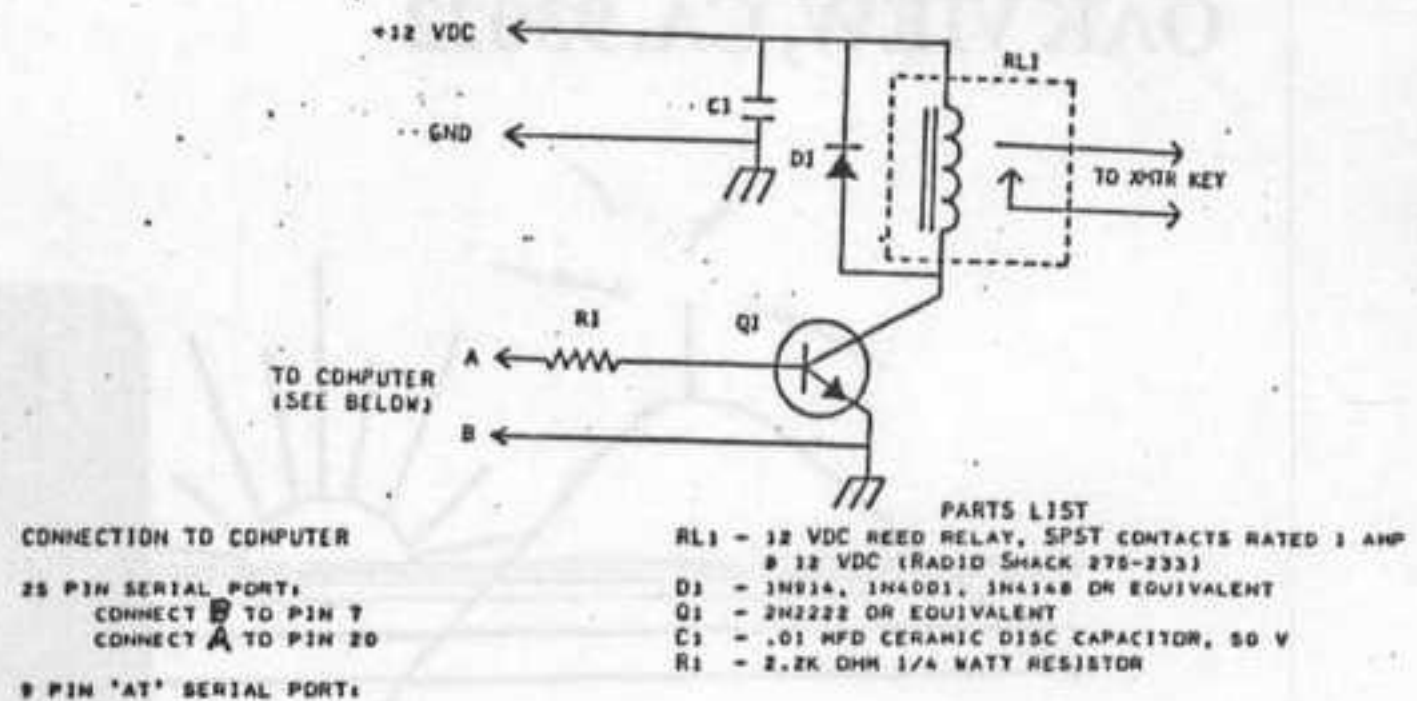 +12 VDC
GND
C1
D1
RL1
TO XMTR KEY
R1
Q1
A
TO COMPUTER
(SEE BELOW)
B
CONNECTION TO COMPUTER
25 PIN SERIAL PORT:
CONNECT B TO PIN 7
CONNECT A TO PIN 20
9 PIN "AT" SERIAL PORT:
PARTS LIST
RL1 - 12 VDC REED RELAY, SPST CONTACTS RATED 1 AMP
@ 12 VDC (RADIO SHACK 275-233)
D1 - 1N914, 1N4001, 1N4148 OR EQUIVALENT
Q1 - 2N2222 OR EQUIVALENT
C1 - .01 MFD CERAMIC DISC CAPACITOR, 50 V
R1 - 2.2K OHM 1/4 WATT RESISTOR